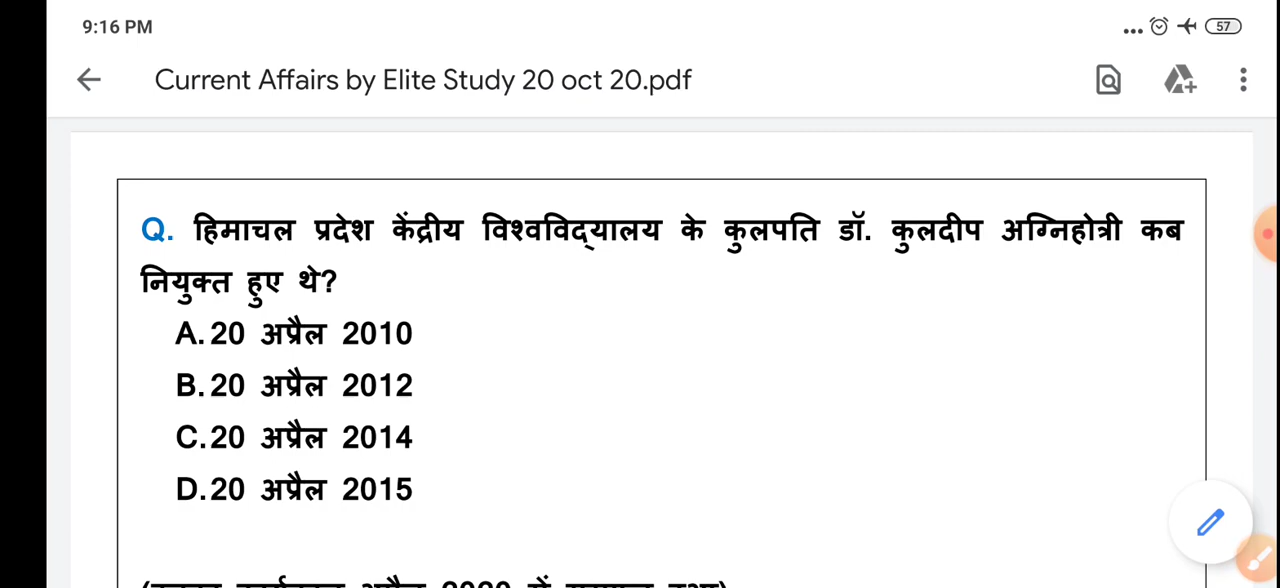 9:16 PM
57
Current Affairs by Elite Study 20 oct 20.pdf
Q. हिमाचल प्रदेश केंद्रीय विश्वविद्यालय के कुलपति डॉ. कुलदीप अग्निहोत्री कब
नियुक्त हुए थे?
A. 20 अप्रैल 2010
B. 20 अप्रैल 2012
C. 20 अप्रैल 2014
D. 20 अप्रैल 2015